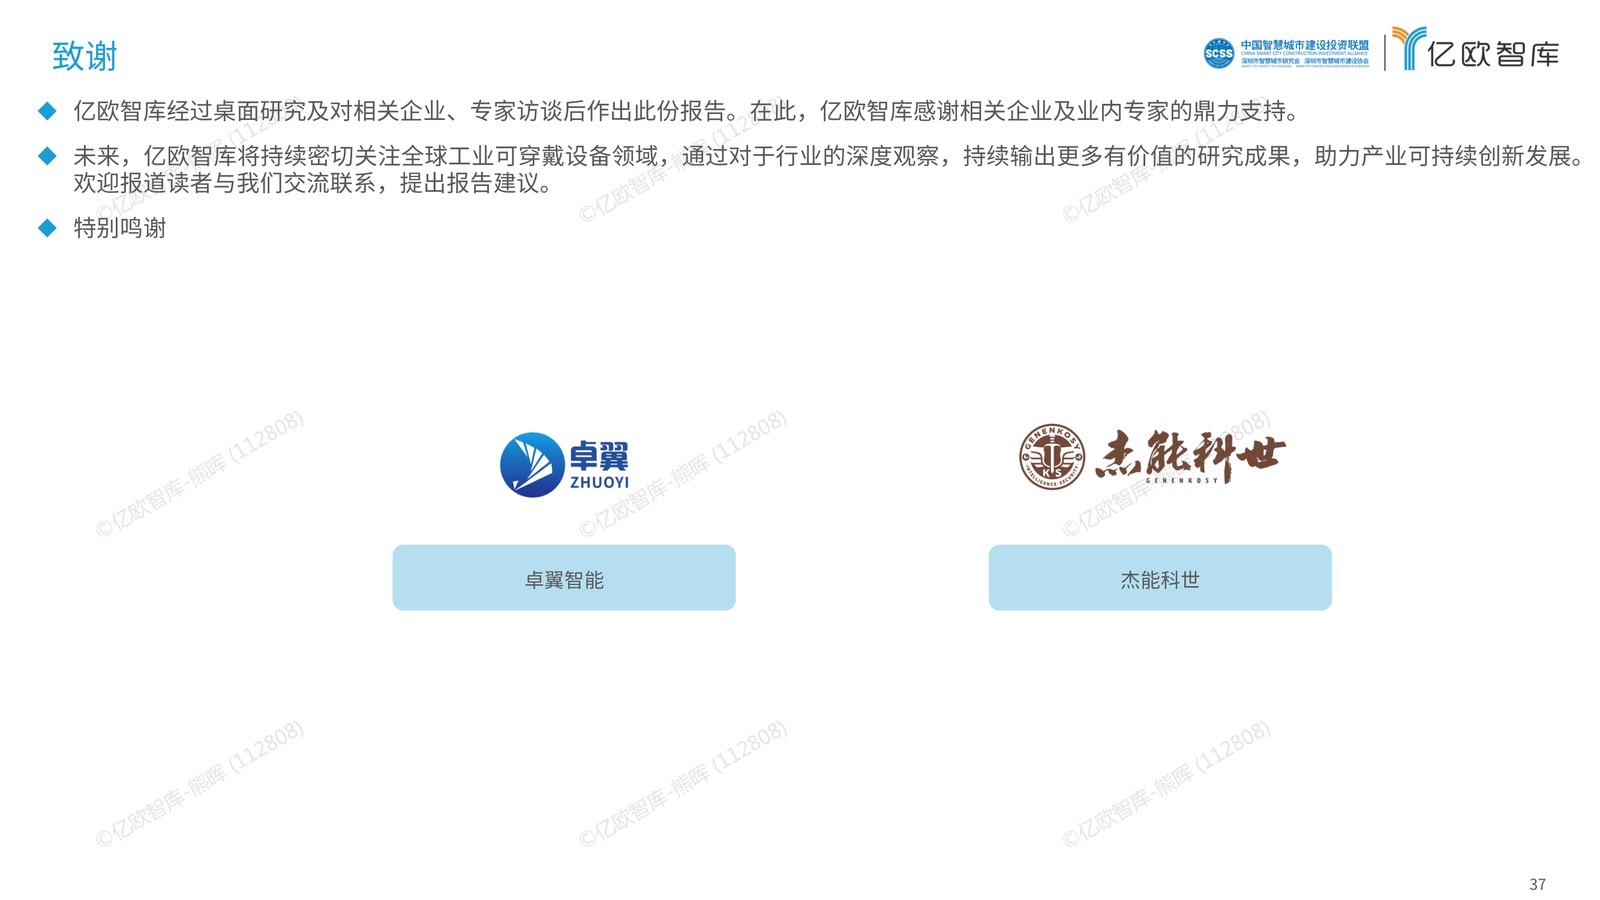 致谢
SCSS
中国智慧城市建设投资联盟
CHINA SMART CITY CONSTRUCTION INVESTMENT ALLIANCE
深圳市智慧城市研究会 深圳市智慧城市建设协会
亿欧智库
亿欧智库经过桌面研究及对相关企业、专家访谈后作出此份报告。在此，亿欧智库感谢相关企业及业内专家的鼎力支持。
未来，亿欧智库将持续密切关注全球工业可穿戴设备领域，通过对于行业的深度观察，持续输出更多有价值的研究成果，助力产业可持续创新发展。
欢迎报道读者与我们交流联系，提出报告建议。
特别鸣谢
©亿欧智库-熊晖 (112808)
©亿欧智库-熊晖 (112808)
©亿欧智库-熊晖 (112808)
卓翼
ZHUOYI
GENENKOSY
KS
INTELLIGENCE·SECURITY
杰能科世
GENENKOSY
©亿欧智库-熊晖 (112808)
©亿欧智库-熊晖 (112808)
©亿欧智库-熊晖 (112808)
卓翼智能
杰能科世
©亿欧智库-熊晖 (112808)
©亿欧智库-熊晖 (112808)
©亿欧智库-熊晖 (112808)
37